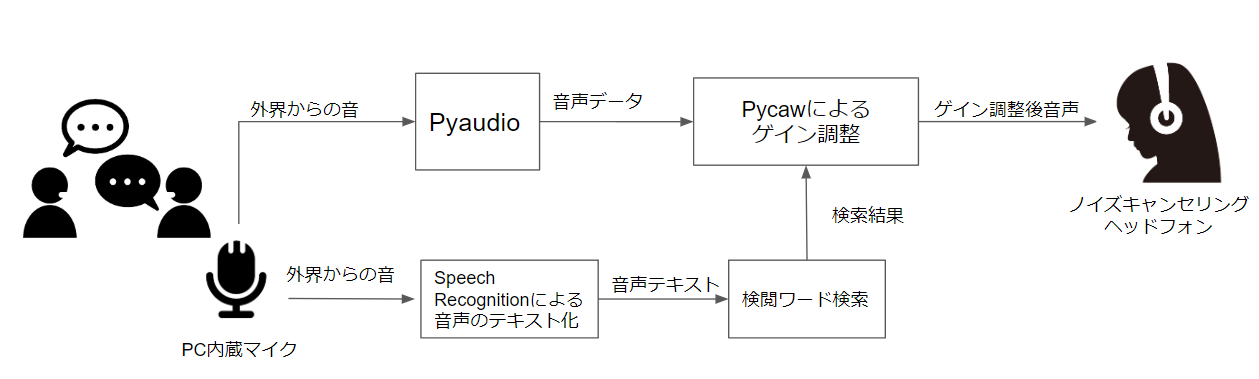 外界からの音
Pyaudio
音声データ
Pycawによる
ゲイン調整
ゲイン調整後音声
ノイズキャンセリング
ヘッドフォン
検索結果
PC内蔵マイク
外界からの音
Speech
Recognitionによる
音声のテキスト化
音声テキスト
検閲ワード検索